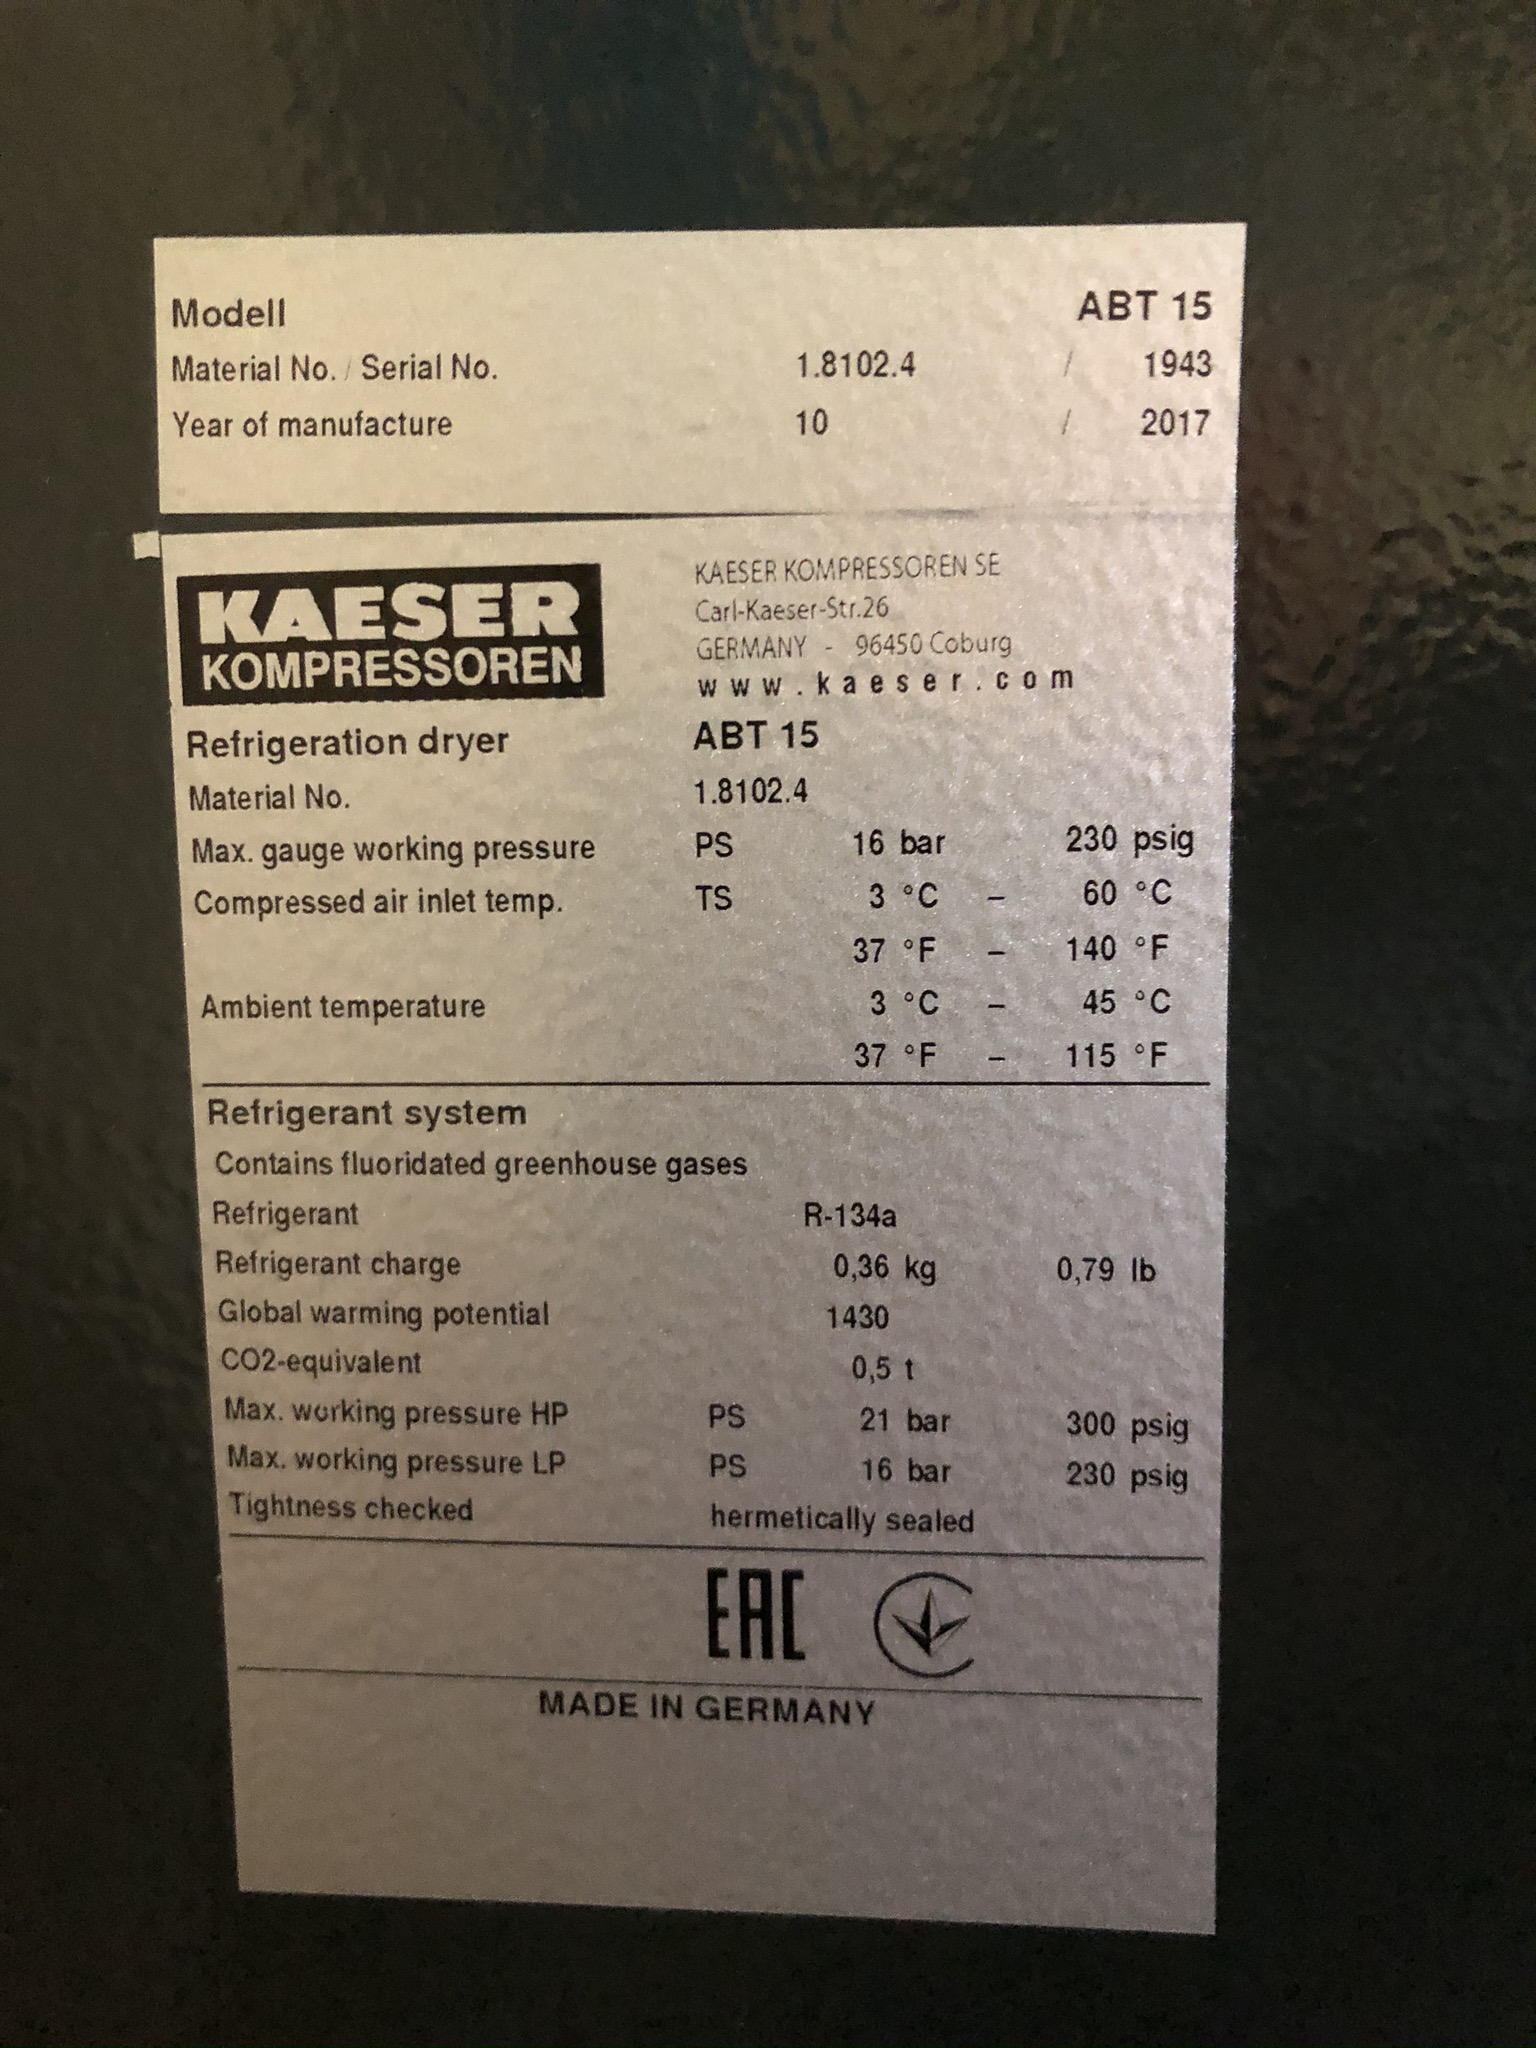 Modell ABT 15
Material No. / Serial No. 1.8102.4 / 1943
Year of manufacture 10 / 2017
KAESER
KOMPRESSOREN
KAESER KOMPRESSOREN SE
Carl-Kaeser-Str.26
GERMANY - 96450 Coburg
www.kaeser.com
Refrigeration dryer ABT 15
Material No. 1.8102.4
Max. gauge working pressure PS 16 bar 230 psig
Compressed air inlet temp. TS 3 °C – 60 °C
37 °F – 140 °F
Ambient temperature 3 °C – 45 °C
37 °F – 115 °F
Refrigerant system
Contains fluoridated greenhouse gases
Refrigerant R-134a
Refrigerant charge 0,36 kg 0,79 lb
Global warming potential 1430
CO2-equivalent 0,5 t
Max. working pressure HP PS 21 bar 300 psig
Max. working pressure LP PS 16 bar 230 psig
Tightness checked hermetically sealed
EAC
MADE IN GERMANY